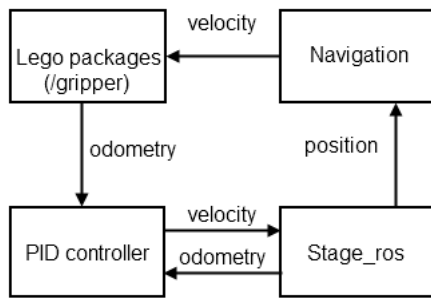 velocity
Lego packages
(/gripper)
Navigation
odometry
position
PID controller
velocity
odometry
Stage_ros